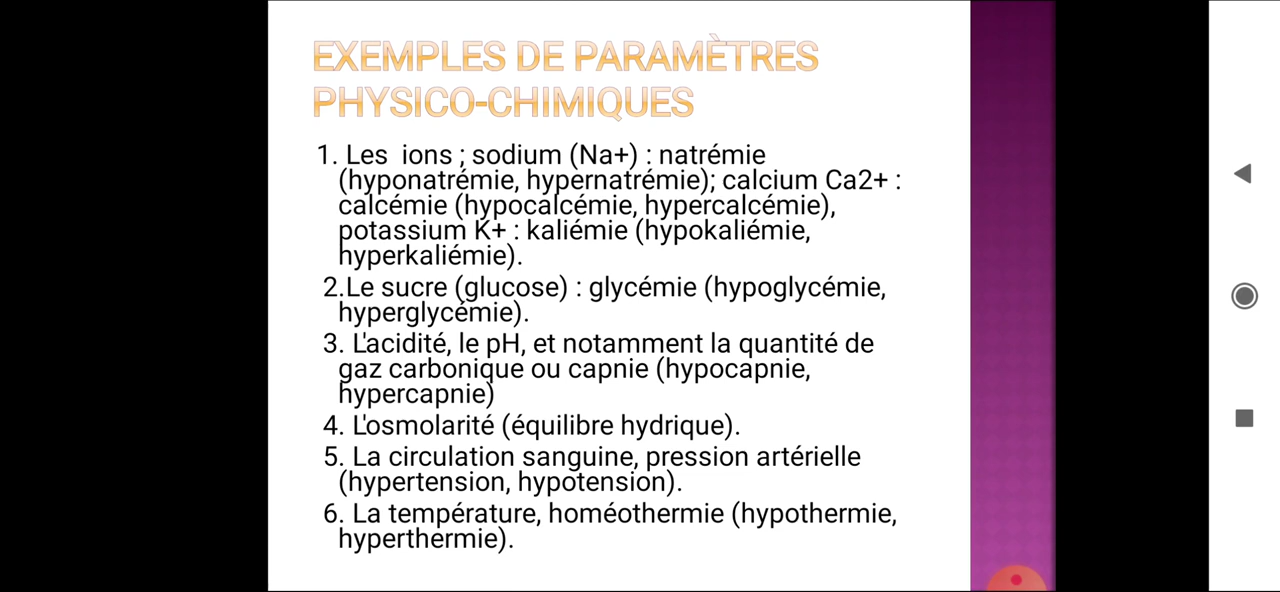 EXEMPLES DE PARAMÈTRES
PHYSICO-CHIMIQUES
1. Les  ions ; sodium (Na+) : natrémie
(hyponatrémie, hypernatrémie); calcium Ca2+ :
calcémie (hypocalcémie, hypercalcémie),
potassium K+ : kaliémie (hypokaliémie,
hyperkaliémie).
2.Le sucre (glucose) : glycémie (hypoglycémie,
hyperglycémie).
3. L'acidité, le pH, et notamment la quantité de
gaz carbonique ou capnie (hypocapnie,
hypercapnie)
4. L'osmolarité (équilibre hydrique).
5. La circulation sanguine, pression artérielle
(hypertension, hypotension).
6. La température, homéothermie (hypothermie,
hyperthermie).